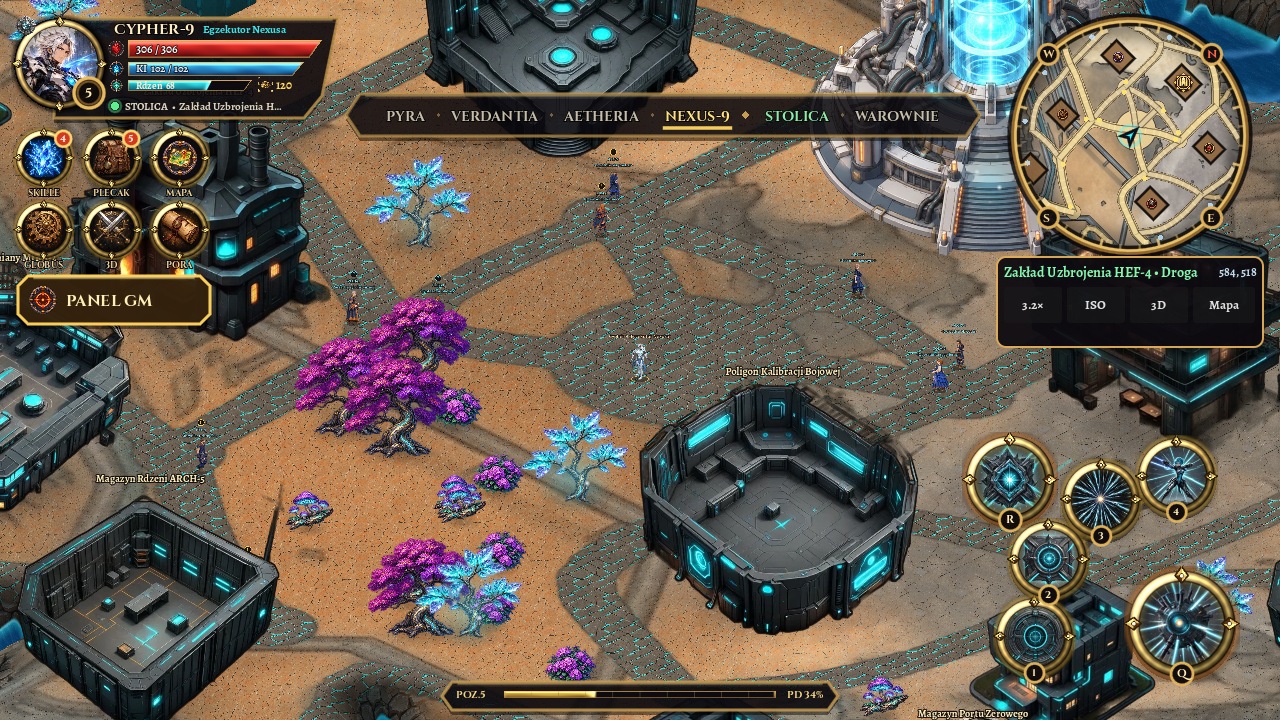 CYPHER-9 Egzekutor Nexusa
306 / 306
KI 102 / 102
Rdzeń 68
120
5
STOLICA • Zakład Uzbrojenia H...
PYRA VERDANTIA AETHERIA NEXUS-9 STOLICA WAROWNIE
4
5
SKILLE PLECAK MAPA
GLOBUS 3D PORA
PANEL GM
W
N
S
E
Zakład Uzbrojenia HEF-4 • Droga 584,518
3.2× ISO 3D Mapa
Poligon Kalibracji Bojowej
Magazyn Rdzeni ARCH-5
R
3
4
2
1
Q
POZ.5 PD 34%
Magazyn Portu Zerowego